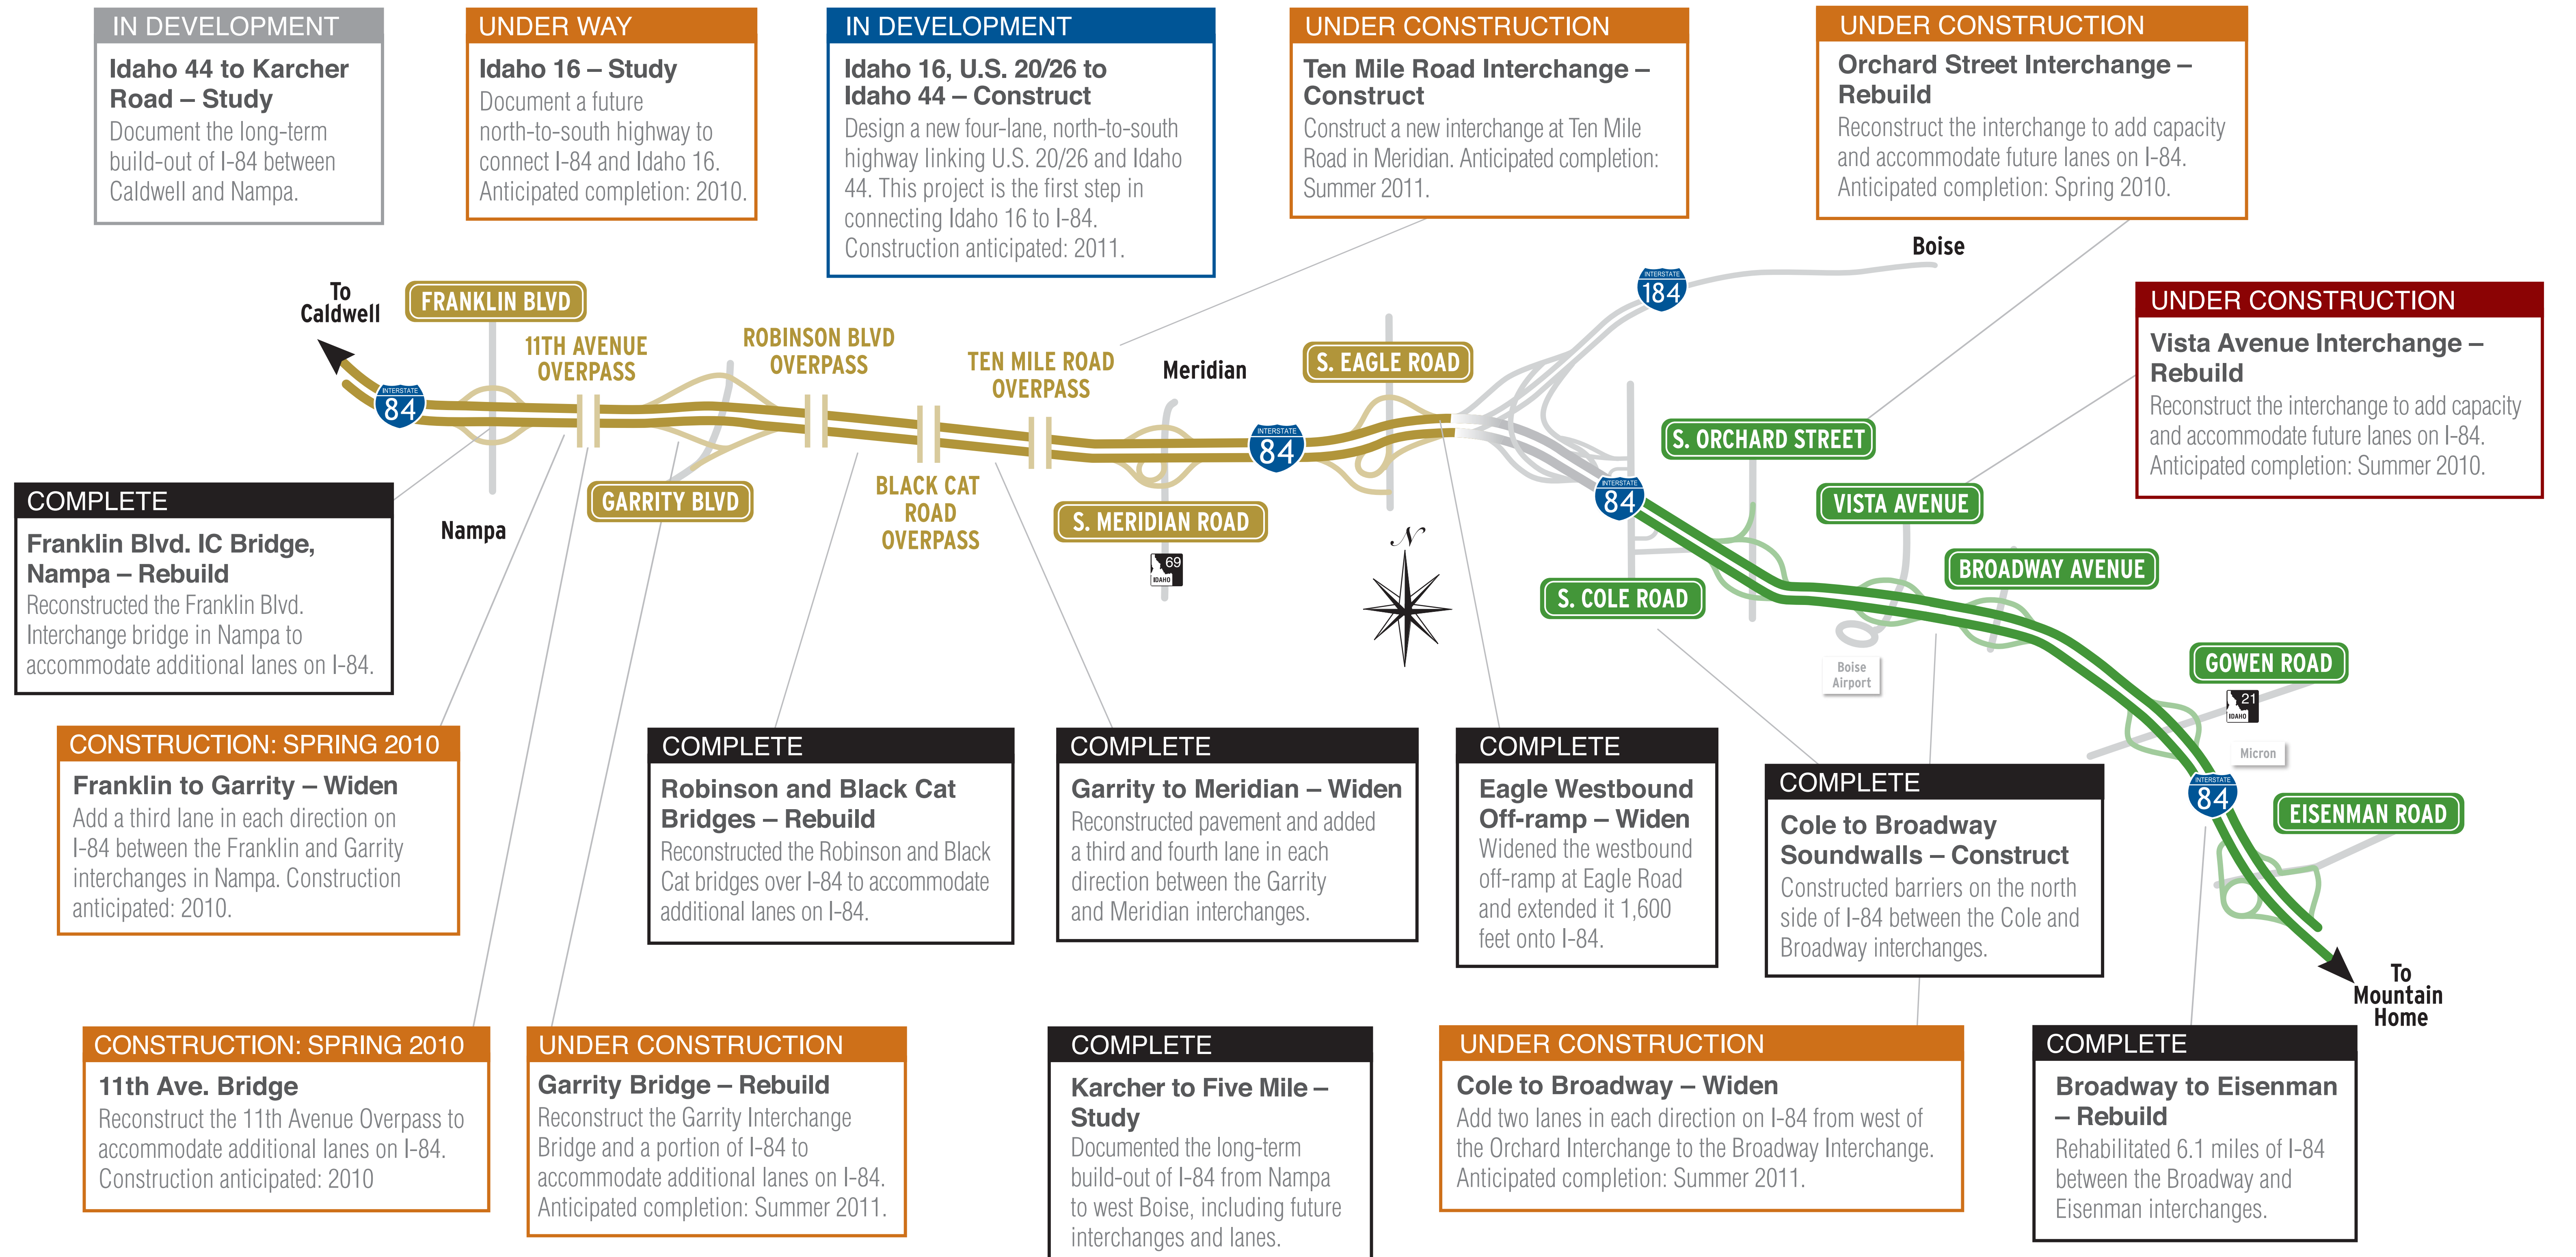 IN DEVELOPMENT
Idaho 44 to Karcher
Road – Study
Document the long-term
build-out of I-84 between
Caldwell and Nampa.
UNDER WAY
Idaho 16 – Study
Document a future
north-to-south highway to
connect I-84 and Idaho 16.
Anticipated completion: 2010.
IN DEVELOPMENT
Idaho 16, U.S. 20/26 to
Idaho 44 – Construct
Design a new four-lane, north-to-south
highway linking U.S. 20/26 and Idaho
44. This project is the first step in
connecting Idaho 16 to I-84.
Construction anticipated: 2011.
UNDER CONSTRUCTION
Ten Mile Road Interchange –
Construct
Construct a new interchange at Ten Mile
Road in Meridian. Anticipated completion:
Summer 2011.
UNDER CONSTRUCTION
Orchard Street Interchange –
Rebuild
Reconstruct the interchange to add capacity
and accommodate future lanes on I-84.
Anticipated completion: Spring 2010.
UNDER CONSTRUCTION
Vista Avenue Interchange –
Rebuild
Reconstruct the interchange to add capacity
and accommodate future lanes on I-84.
Anticipated completion: Summer 2010.
To
Caldwell
FRANKLIN BLVD
INTERSTATE
84
11TH AVENUE
OVERPASS
ROBINSON BLVD
OVERPASS
TEN MILE ROAD
OVERPASS
Meridian
S. EAGLE ROAD
INTERSTATE
184
Boise
Nampa
GARRITY BLVD
BLACK CAT
ROAD
OVERPASS
S. MERIDIAN ROAD
69
IDAHO
INTERSTATE
84
N
INTERSTATE
84
S. ORCHARD STREET
S. COLE ROAD
VISTA AVENUE
BROADWAY AVENUE
Boise
Airport
GOWEN ROAD
21
IDAHO
Micron
INTERSTATE
84
EISENMAN ROAD
To
Mountain
Home
COMPLETE
Franklin Blvd. IC Bridge,
Nampa – Rebuild
Reconstructed the Franklin Blvd.
Interchange bridge in Nampa to
accommodate additional lanes on I-84.
CONSTRUCTION: SPRING 2010
Franklin to Garrity – Widen
Add a third lane in each direction on
I-84 between the Franklin and Garrity
interchanges in Nampa. Construction
anticipated: 2010.
COMPLETE
Robinson and Black Cat
Bridges – Rebuild
Reconstructed the Robinson and Black
Cat bridges over I-84 to accommodate
additional lanes on I-84.
COMPLETE
Garrity to Meridian – Widen
Reconstructed pavement and added
a third and fourth lane in each
direction between the Garrity
and Meridian interchanges.
COMPLETE
Eagle Westbound
Off-ramp – Widen
Widened the westbound
off-ramp at Eagle Road
and extended it 1,600
feet onto I-84.
COMPLETE
Cole to Broadway
Soundwalls – Construct
Constructed barriers on the north
side of I-84 between the Cole and
Broadway interchanges.
CONSTRUCTION: SPRING 2010
11th Ave. Bridge
Reconstruct the 11th Avenue Overpass to
accommodate additional lanes on I-84.
Construction anticipated: 2010
UNDER CONSTRUCTION
Garrity Bridge – Rebuild
Reconstruct the Garrity Interchange
Bridge and a portion of I-84 to
accommodate additional lanes on I-84.
Anticipated completion: Summer 2011.
COMPLETE
Karcher to Five Mile –
Study
Documented the long-term
build-out of I-84 from Nampa
to west Boise, including future
interchanges and lanes.
UNDER CONSTRUCTION
Cole to Broadway – Widen
Add two lanes in each direction on I-84 from west of
the Orchard Interchange to the Broadway Interchange.
Anticipated completion: Summer 2011.
COMPLETE
Broadway to Eisenman
– Rebuild
Rehabilitated 6.1 miles of I-84
between the Broadway and
Eisenman interchanges.